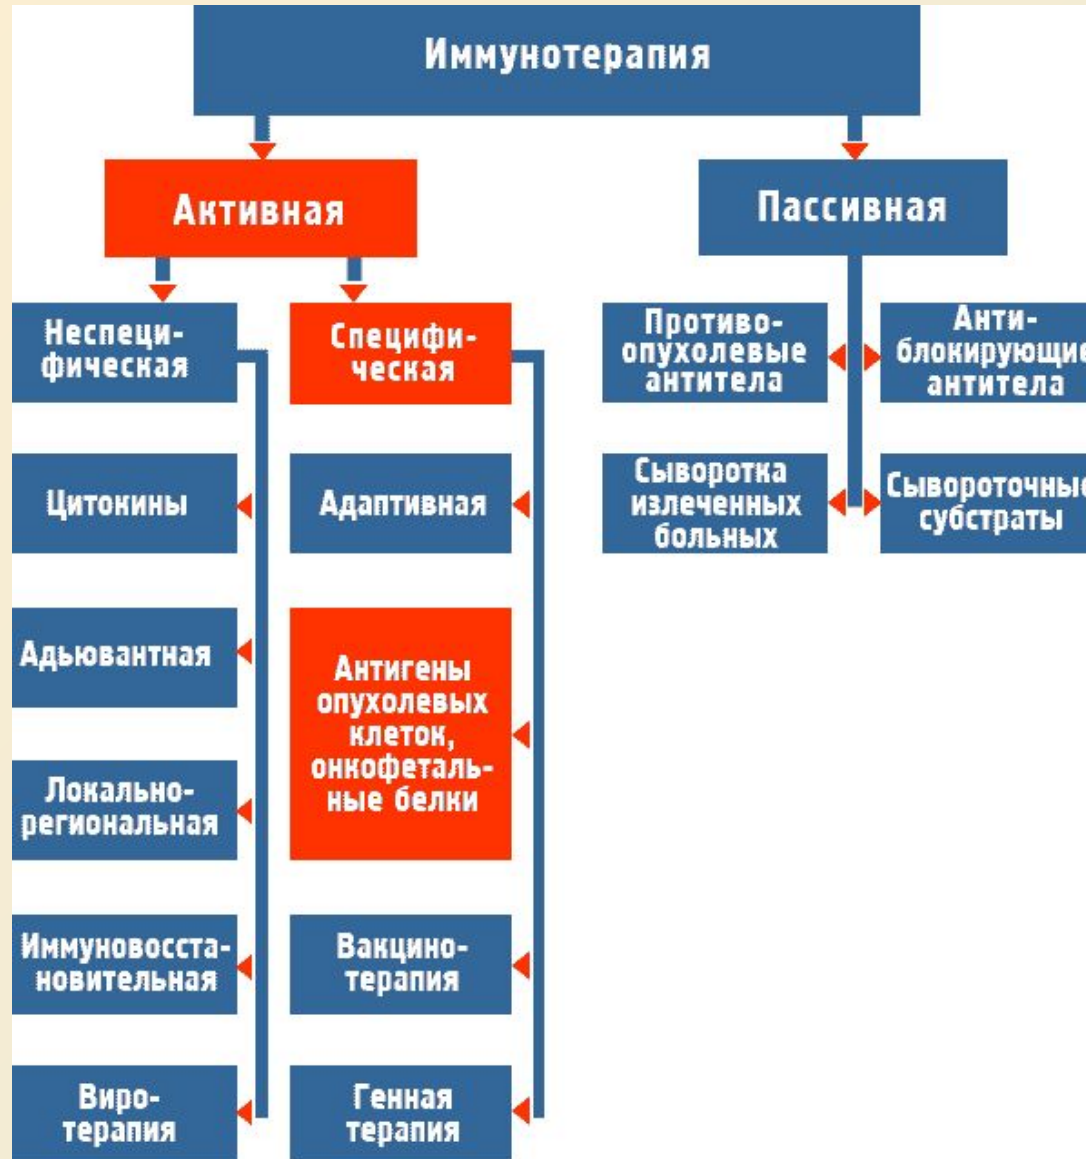 Иммунотерапия
Активная
Пассивная
Неспеци-
фическая
Специфи-
ческая
Противо-
опухолевые
антитела
Анти-
блокирующие
антитела
Цитокины
Адаптивная
Сыворотка
излеченных
больных
Сывороточные
субстраты
Адьювантная
Антигены
опухолевых
клеток,
онкофеталь-
ные белки
Локально-
региональная
Иммуновосста-
новительная
Вакцино-
терапия
Виро-
терапия
Генная
терапия